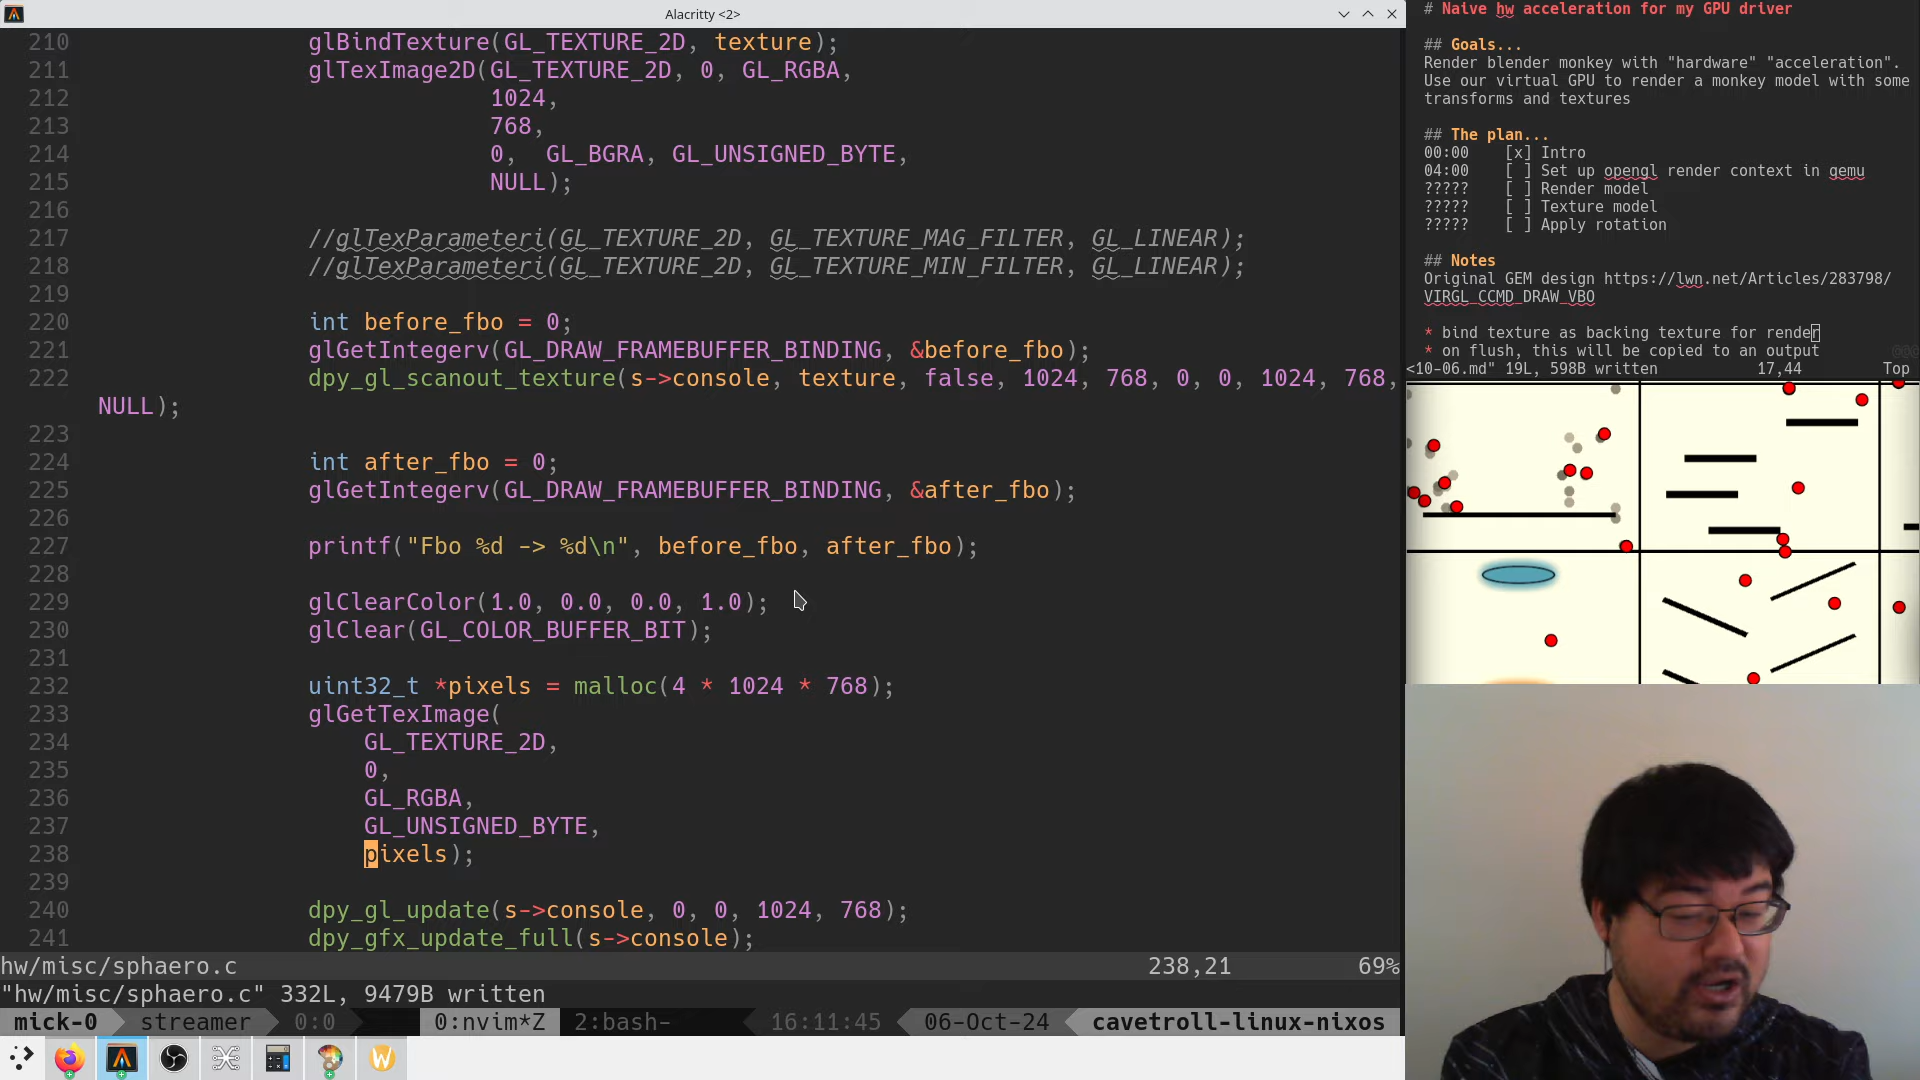 Alacritty <2>
210 glBindTexture(GL_TEXTURE_2D, texture);
211 glTexImage2D(GL_TEXTURE_2D, 0, GL_RGBA,
212 1024,
213 768,
214 0,  GL_BGRA, GL_UNSIGNED_BYTE,
215 NULL);
216
217 //glTexParameteri(GL_TEXTURE_2D, GL_TEXTURE_MAG_FILTER, GL_LINEAR);
218 //glTexParameteri(GL_TEXTURE_2D, GL_TEXTURE_MIN_FILTER, GL_LINEAR);
219
220 int before_fbo = 0;
221 glGetIntegerv(GL_DRAW_FRAMEBUFFER_BINDING, &before_fbo);
222 dpy_gl_scanout_texture(s->console, texture, false, 1024, 768, 0, 0, 1024, 768,
NULL);
223
224 int after_fbo = 0;
225 glGetIntegerv(GL_DRAW_FRAMEBUFFER_BINDING, &after_fbo);
226
227 printf("Fbo %d -> %d\n", before_fbo, after_fbo);
228
229 glClearColor(1.0, 0.0, 0.0, 1.0);
230 glClear(GL_COLOR_BUFFER_BIT);
231
232 uint32_t *pixels = malloc(4 * 1024 * 768);
233 glGetTexImage(
234 GL_TEXTURE_2D,
235 0,
236 GL_RGBA,
237 GL_UNSIGNED_BYTE,
238 pixels);
239
240 dpy_gl_update(s->console, 0, 0, 1024, 768);
241 dpy_gfx_update_full(s->console);
hw/misc/sphaero.c 238,21 69%
"hw/misc/sphaero.c" 332L, 9479B written
mick-0 streamer 0:0 0:nvim*Z 2:bash- 16:11:45 06-Oct-24 cavetroll-linux-nixos
# Naive hw acceleration for my GPU driver
## Goals...
Render blender monkey with "hardware" "acceleration".
Use our virtual GPU to render a monkey model with some
transforms and textures
## The plan...
00:00 [x] Intro
04:00 [ ] Set up opengl render context in qemu
????? [ ] Render model
????? [ ] Texture model
????? [ ] Apply rotation
## Notes
Original GEM design https://lwn.net/Articles/283798/
VIRGL_CCMD_DRAW_VBO
* bind texture as backing texture for render
* on flush, this will be copied to an output
<10-06.md" 19L, 598B written 17,44 Top